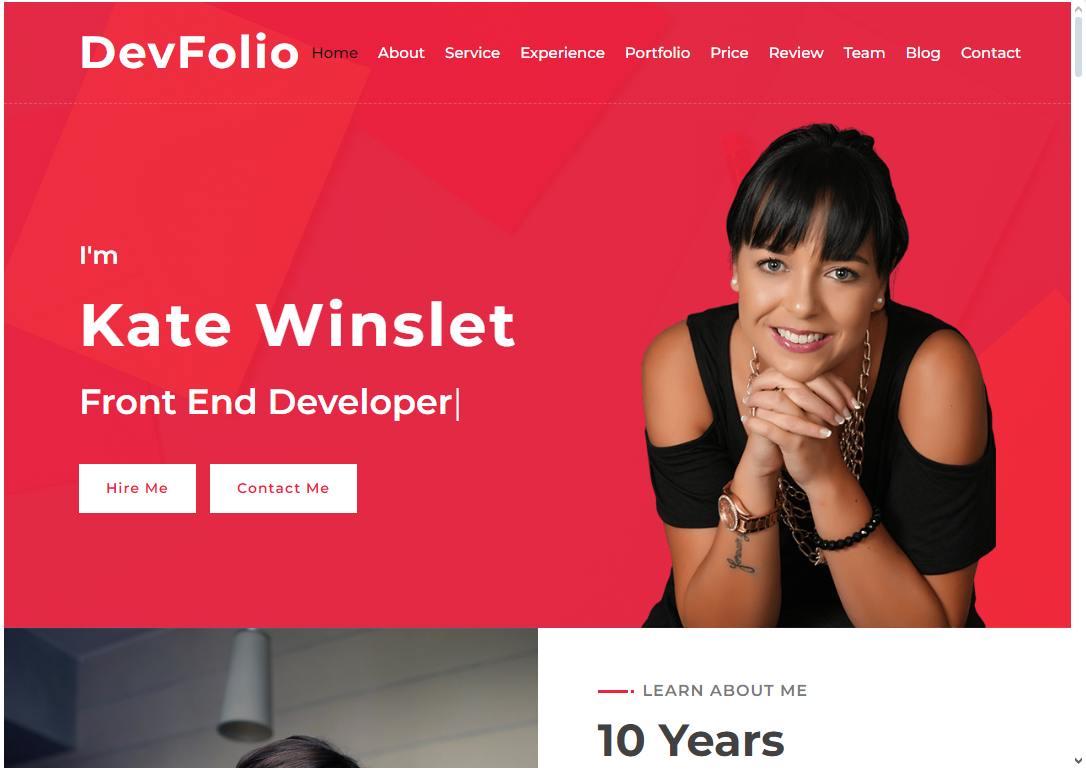 DevFolio Home About Service Experience Portfolio Price Review Team Blog Contact
I'm
Kate Winslet
Front End Developer|
Hire Me Contact Me
LEARN ABOUT ME
10 Years